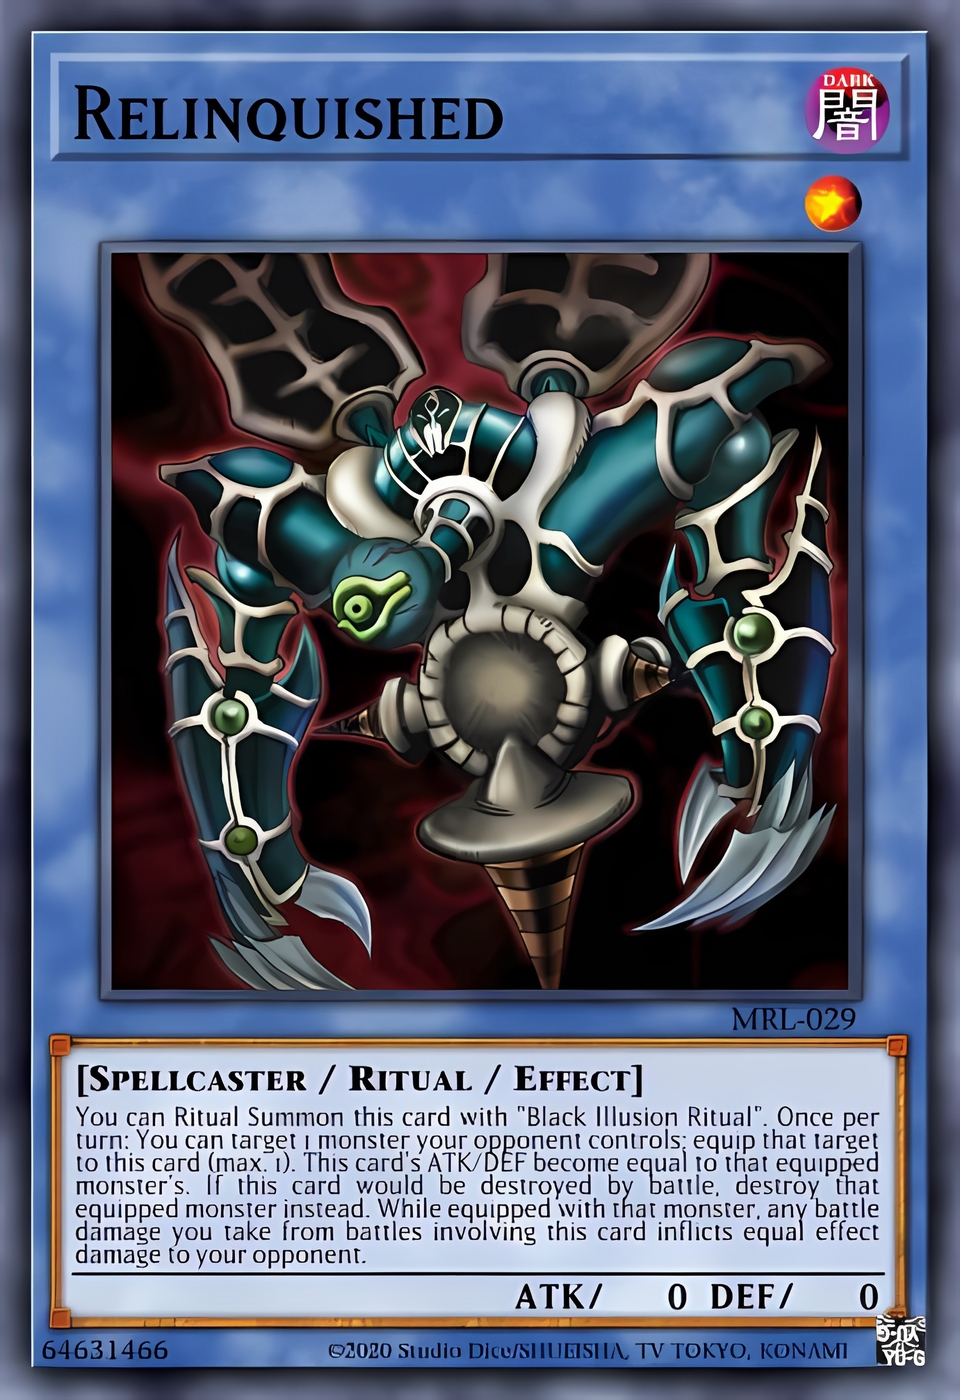 RELINQUISHED
DARK
闇
MRL-029
[SPELLCASTER / RITUAL / EFFECT]
You can Ritual Summon this card with "Black Illusion Ritual". Once per
turn: You can target 1 monster your opponent controls; equip that target
to this card (max. 1). This card's ATK/DEF become equal to that equipped
monster's. If this card would be destroyed by battle, destroy that
equipped monster instead. While equipped with that monster, any battle
damage you take from battles involving this card inflicts equal effect
damage to your opponent.
ATK/ 0 DEF/ 0
64631466
©2020 Studio Dice/SHUEISHA, TV TOKYO, KONAMI